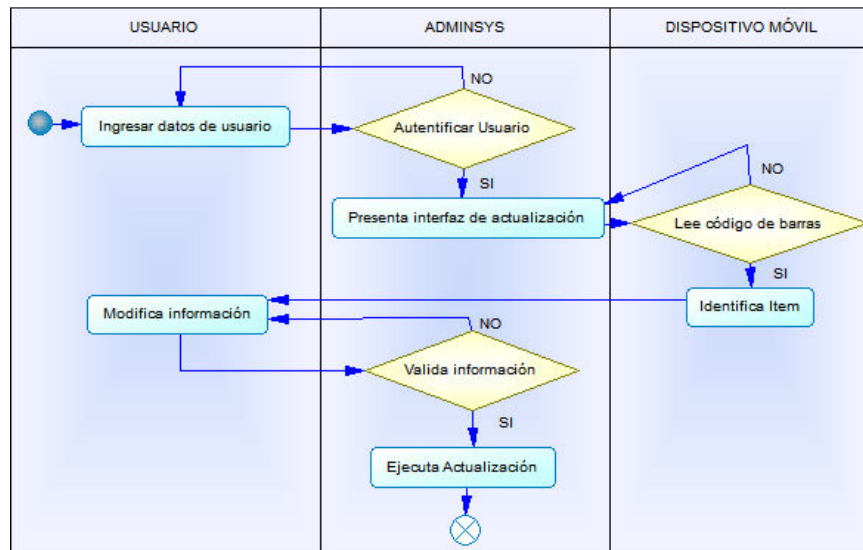 USUARIO
ADMINSYS
DISPOSITIVO MÓVIL
NO
Ingresar datos de usuario
Autentificar Usuario
SI
NO
Presenta interfaz de actualización
Lee código de barras
SI
Modifica información
Identifica Item
NO
Valida información
SI
Ejecuta Actualización